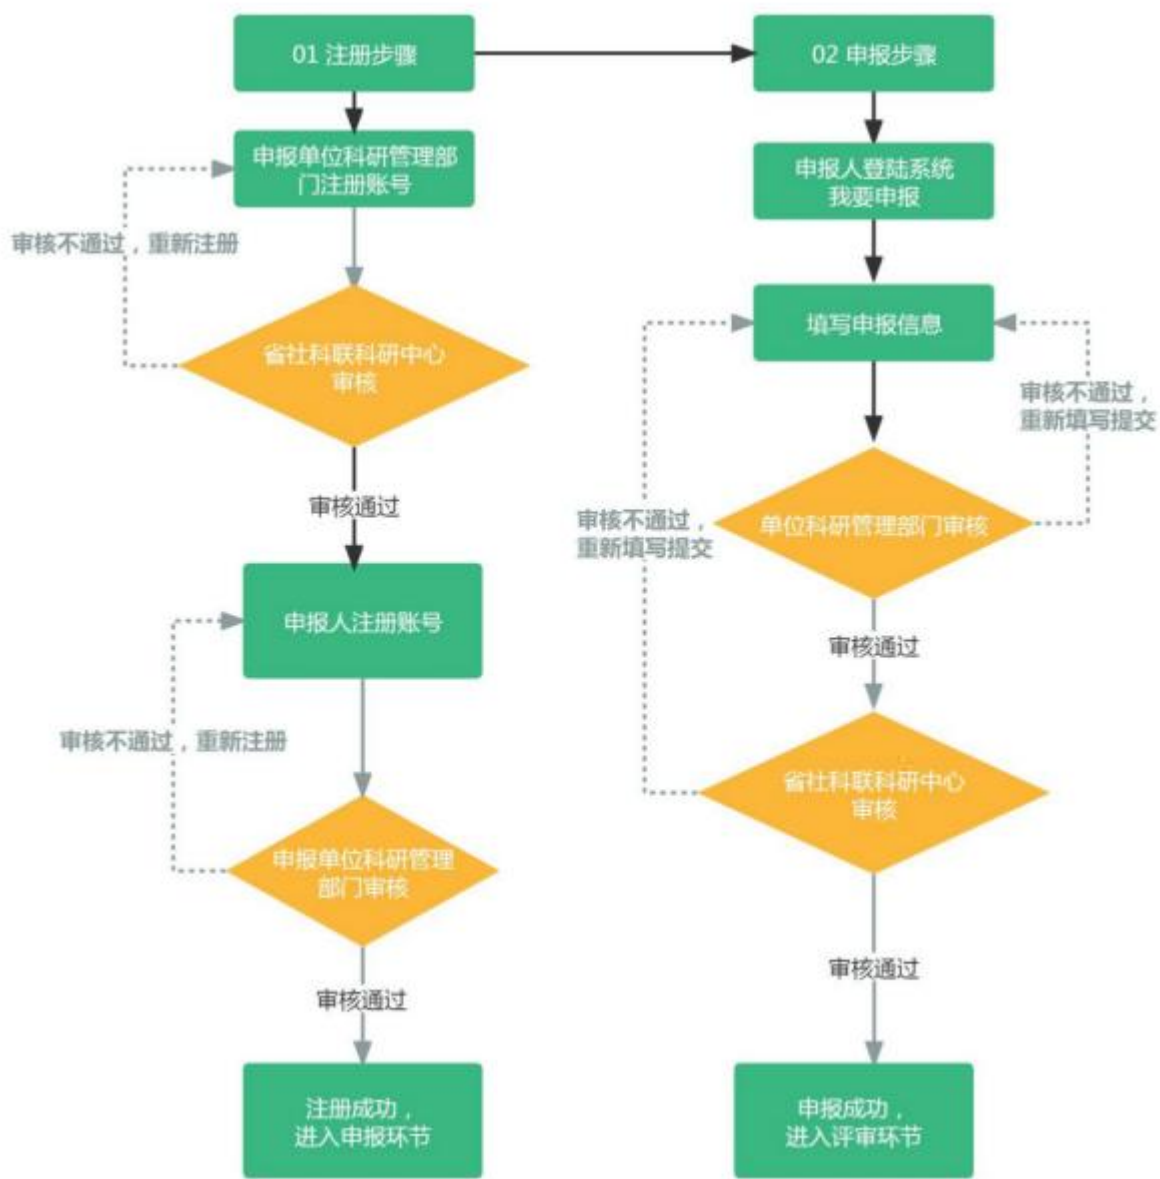 01 注册步骤
申报单位科研管理部
门注册账号
审核不通过，重新注册
省社科联科研中心
审核
审核通过
申报人注册账号
审核不通过，重新注册
申报单位科研管理
部门审核
审核通过
注册成功，
进入申报环节
02 申报步骤
申报人登陆系统
我要申报
填写申报信息
审核不通过，
重新填写提交
单位科研管理部门审核
审核不通过，
重新填写提交
审核通过
省社科联科研中心
审核
审核通过
申报成功，
进入评审环节